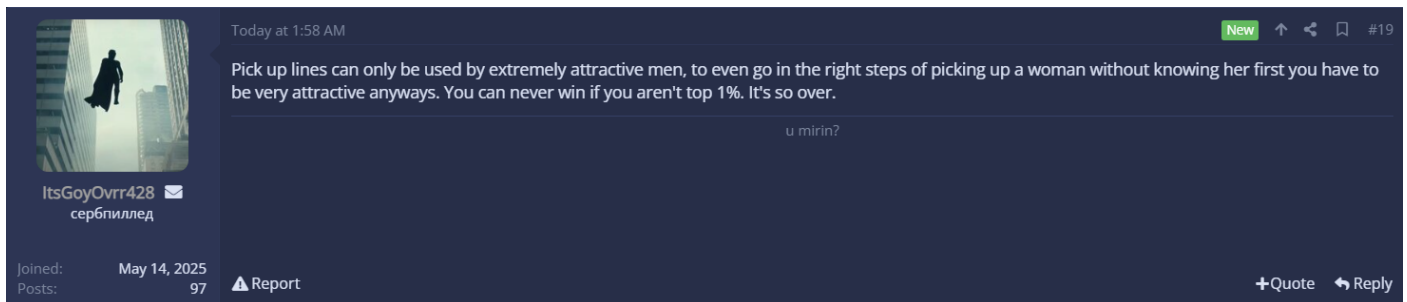 Today at 1:58 AM
New
#19
Pick up lines can only be used by extremely attractive men, to even go in the right steps of picking up a woman without knowing her first you have to
be very attractive anyways. You can never win if you aren't top 1%. It's so over.
u mirin?
ItsGoyOvrr428
сербпиллед
Joined: May 14, 2025
Posts: 97
Report
+Quote Reply